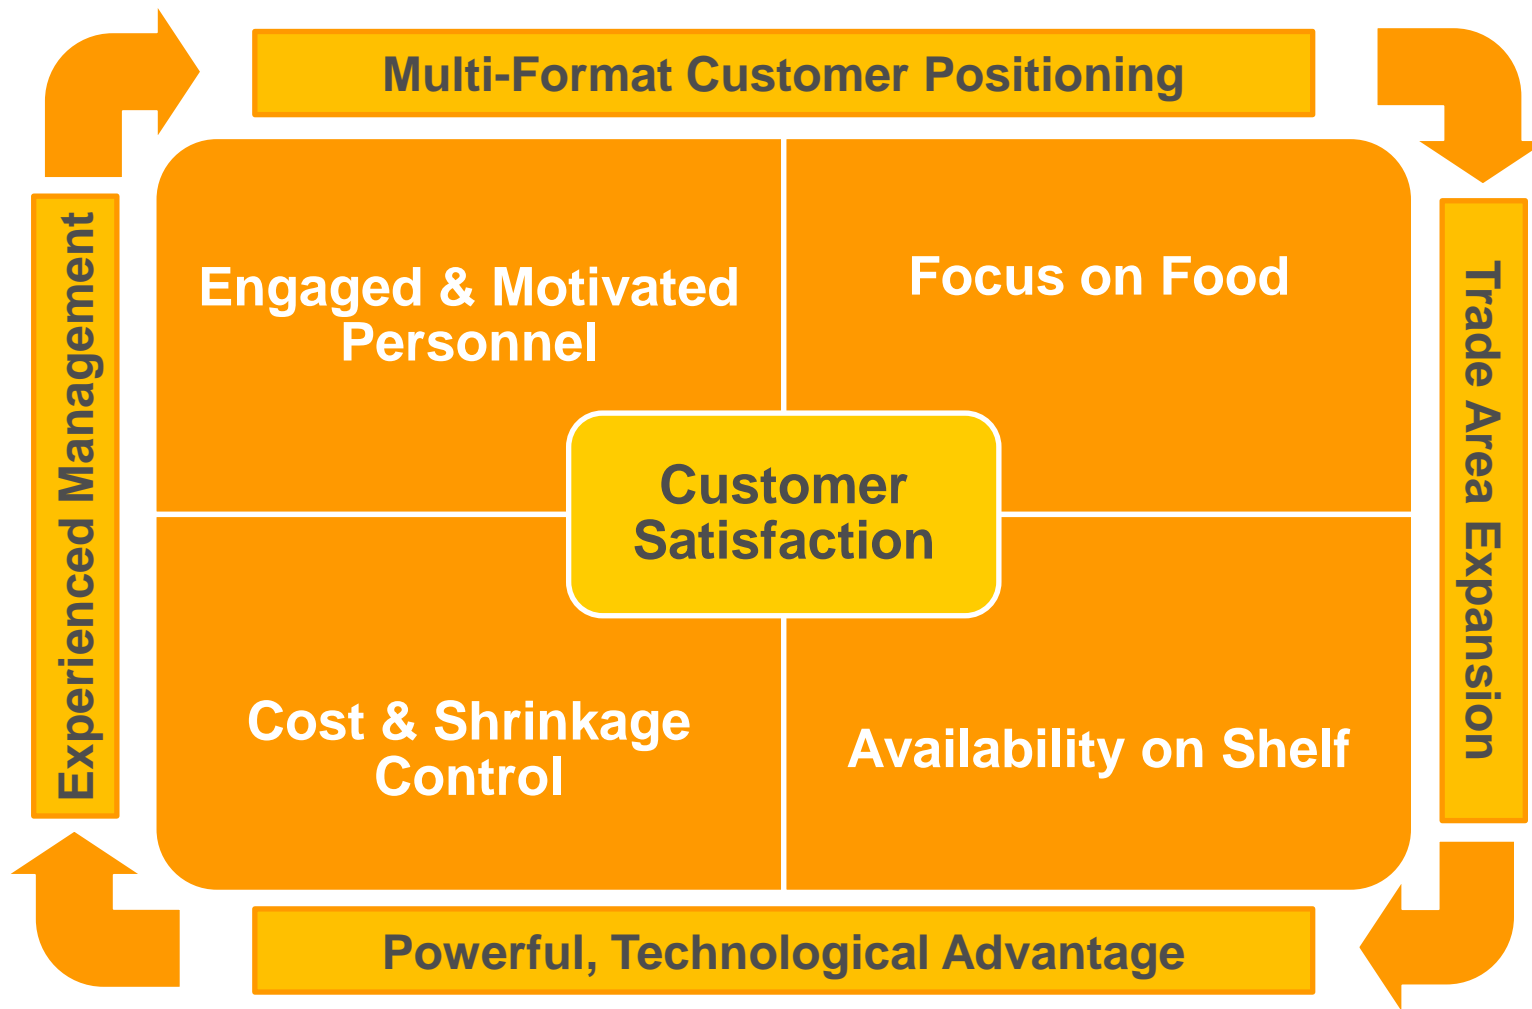 Multi-Format Customer Positioning
Experienced Management
Engaged & Motivated
Personnel
Focus on Food
Trade Area Expansion
Customer
Satisfaction
Cost & Shrinkage
Control
Availability on Shelf
Powerful, Technological Advantage